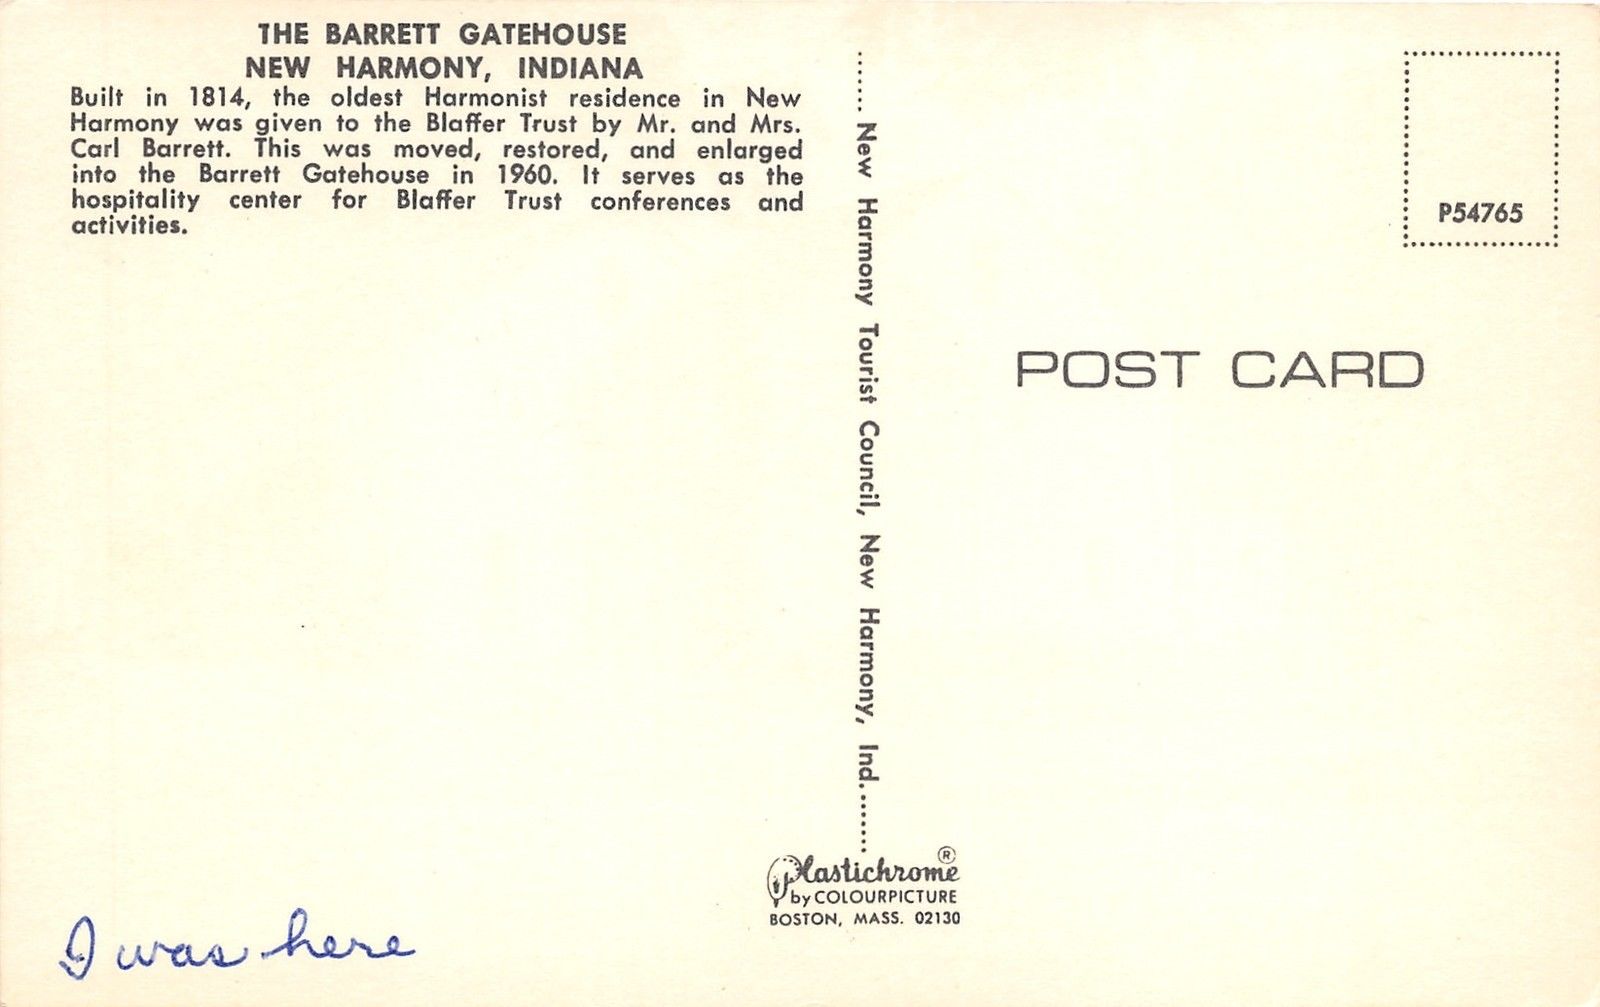 THE BARRETT GATEHOUSE
NEW HARMONY, INDIANA
Built in 1814, the oldest Harmonist residence in New
Harmony was given to the Blaffer Trust by Mr. and Mrs.
Carl Barrett. This was moved, restored, and enlarged
into the Barrett Gatehouse in 1960. It serves as the
hospitality center for Blaffer Trust conferences and
activities.
I was here
New Harmony Tourist Council, New Harmony, Ind.
Plastichrome ®
by COLOURPICTURE
BOSTON, MASS. 02130
P54765
POST CARD